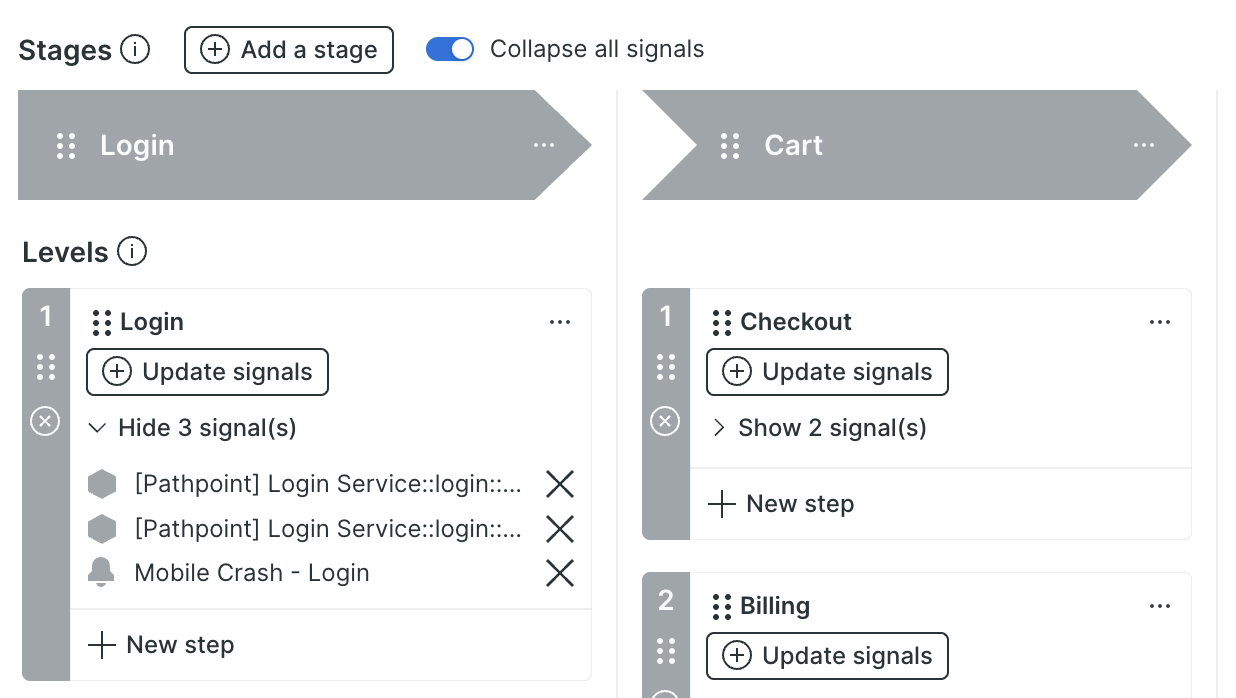 Stages
Add a stage
Collapse all signals
Login
...
Cart
...
Levels
1
Login
...
Update signals
Hide 3 signal(s)
[Pathpoint] Login Service::login::...
[Pathpoint] Login Service::login::...
Mobile Crash - Login
New step
1
Checkout
...
Update signals
Show 2 signal(s)
New step
2
Billing
...
Update signals